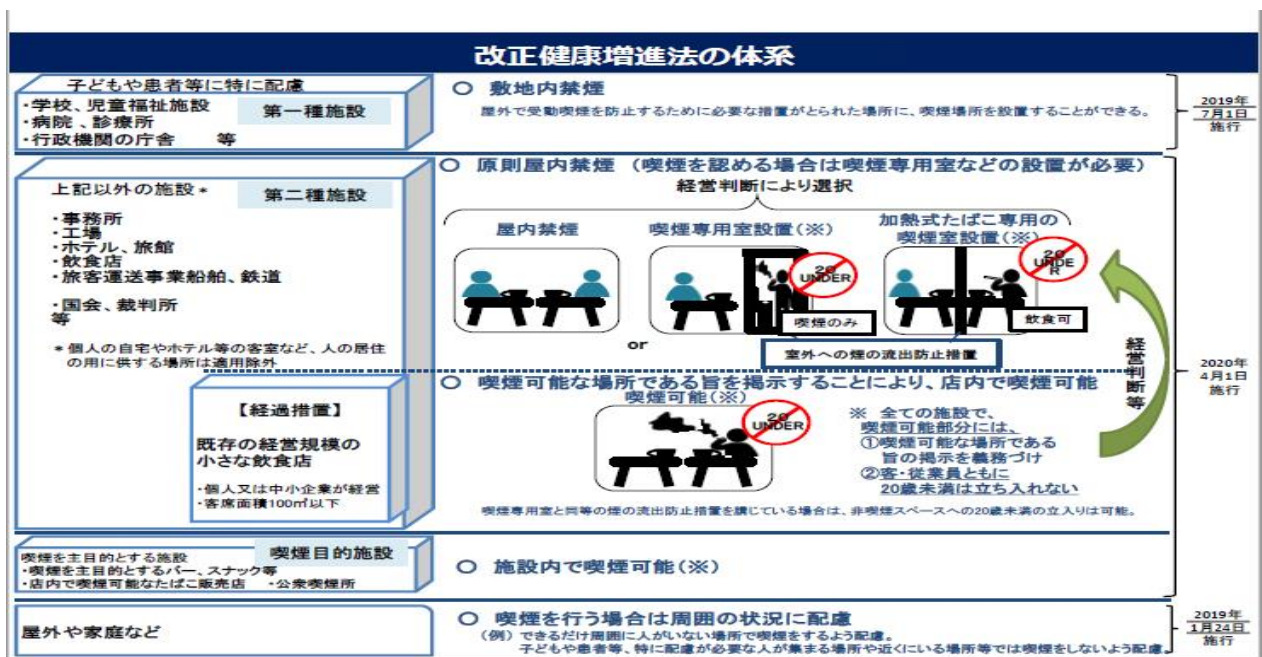 改正健康増進法の体系
子どもや患者等に特に配慮
・学校、児童福祉施設
・病院、診療所
・行政機関の庁舎　等
第一種施設
○ 敷地内禁煙
屋外で受動喫煙を防止するために必要な措置がとられた場所に、喫煙場所を設置することができる。
2019年
7月1日
施行
上記以外の施設*
第二種施設
・事務所
・工場
・ホテル、旅館
・飲食店
・旅客運送事業船舶、鉄道
・国会、裁判所
等
*個人の自宅やホテル等の客室など、人の居住
の用に供する場所は適用除外
○ 原則屋内禁煙（喫煙を認める場合は喫煙専用室などの設置が必要）
経営判断により選択
屋内禁煙
喫煙専用室設置(※)
加熱式たばこ専用の
喫煙室設置(※)
20
UNDER
20
UNDE
R
喫煙のみ
飲食可
or
室外への煙の流出防止措置
経営判断等
2020年
4月1日
施行
【経過措置】
既存の経営規模の
小さな飲食店
・個人又は中小企業が経営
・客席面積100㎡以下
○ 喫煙可能な場所である旨を掲示することにより、店内で喫煙可能
喫煙可能(※)
20
UNDER
※ 全ての施設で、
喫煙可能部分には、
①喫煙可能な場所である
旨の掲示を義務づけ
②客・従業員ともに
20歳未満は立ち入れない
喫煙専用室と同等の煙の流出防止措置を講じている場合は、非喫煙スペースへの20歳未満の立入りは可能。
喫煙を主目的とする施設
喫煙目的施設
・喫煙を主目的とするバー、スナック等
・店内で喫煙可能なたばこ販売店　・公衆喫煙所
○ 施設内で喫煙可能(※)
屋外や家庭など
○ 喫煙を行う場合は周囲の状況に配慮
（例）できるだけ周囲に人がいない場所で喫煙をするよう配慮。
子どもや患者等、特に配慮が必要な人が集まる場所や近くにいる場所等では喫煙をしないよう配慮。
2019年
1月24日
施行